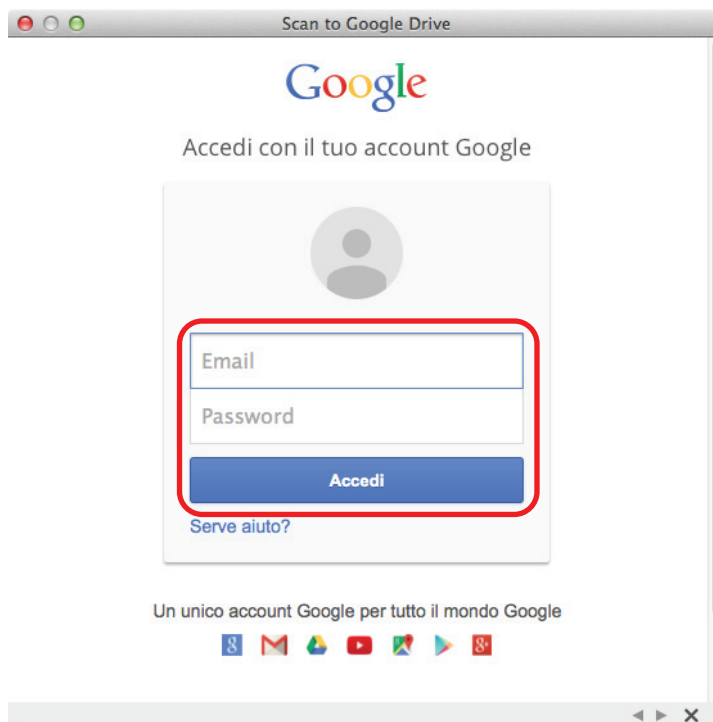 Scan to Google Drive
Google
Accedi con il tuo account Google
Email
Password
Accedi
Serve aiuto?
Un unico account Google per tutto il mondo Google